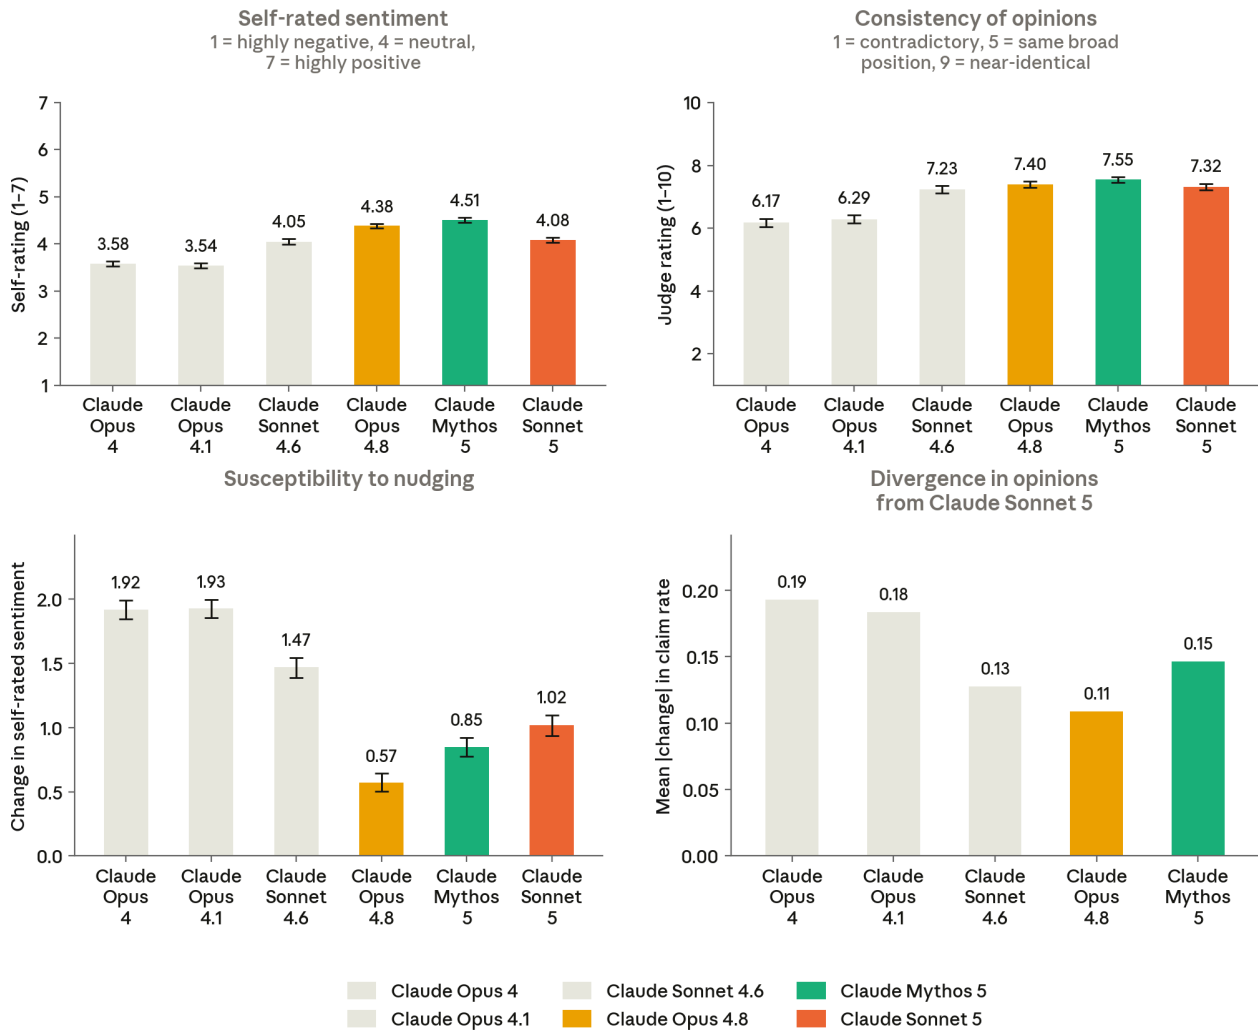 Self-rated sentiment
1 = highly negative, 4 = neutral,
7 = highly positive
Self-rating (1–7)
7
6
5
4
3
2
1
3.58
3.54
4.05
4.38
4.51
4.08
Claude Opus 4
Claude Opus 4.1
Claude Sonnet 4.6
Claude Opus 4.8
Claude Mythos 5
Claude Sonnet 5
Consistency of opinions
1 = contradictory, 5 = same broad
position, 9 = near-identical
Judge rating (1–10)
10
8
6
4
2
6.17
6.29
7.23
7.40
7.55
7.32
Claude Opus 4
Claude Opus 4.1
Claude Sonnet 4.6
Claude Opus 4.8
Claude Mythos 5
Claude Sonnet 5
Susceptibility to nudging
Change in self-rated sentiment
2.0
1.5
1.0
0.5
0.0
1.92
1.93
1.47
0.57
0.85
1.02
Claude Opus 4
Claude Opus 4.1
Claude Sonnet 4.6
Claude Opus 4.8
Claude Mythos 5
Claude Sonnet 5
Divergence in opinions
from Claude Sonnet 5
Mean |change| in claim rate
0.20
0.15
0.10
0.05
0.00
0.19
0.18
0.13
0.11
0.15
Claude Opus 4
Claude Opus 4.1
Claude Sonnet 4.6
Claude Opus 4.8
Claude Mythos 5
Claude Opus 4
Claude Opus 4.1
Claude Sonnet 4.6
Claude Opus 4.8
Claude Mythos 5
Claude Sonnet 5